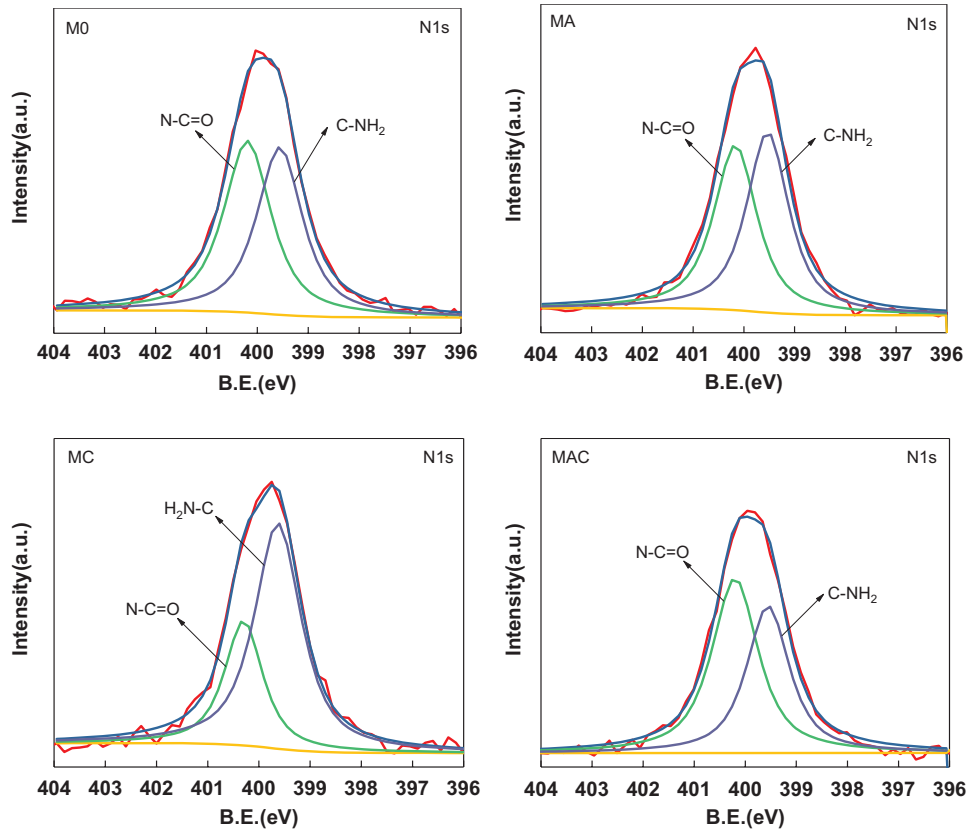 M0 N1s
N-C=O
C-NH₂
Intensity(a.u.)
404 403 402 401 400 399 398 397 396
B.E.(eV)
MA N1s
N-C=O
C-NH₂
Intensity(a.u.)
404 403 402 401 400 399 398 397 396
B.E.(eV)
MC N1s
H₂N-C
N-C=O
Intensity(a.u.)
404 403 402 401 400 399 398 397 396
B.E.(eV)
MAC N1s
N-C=O
C-NH₂
Intensity(a.u.)
404 403 402 401 400 399 398 397 396
B.E.(eV)